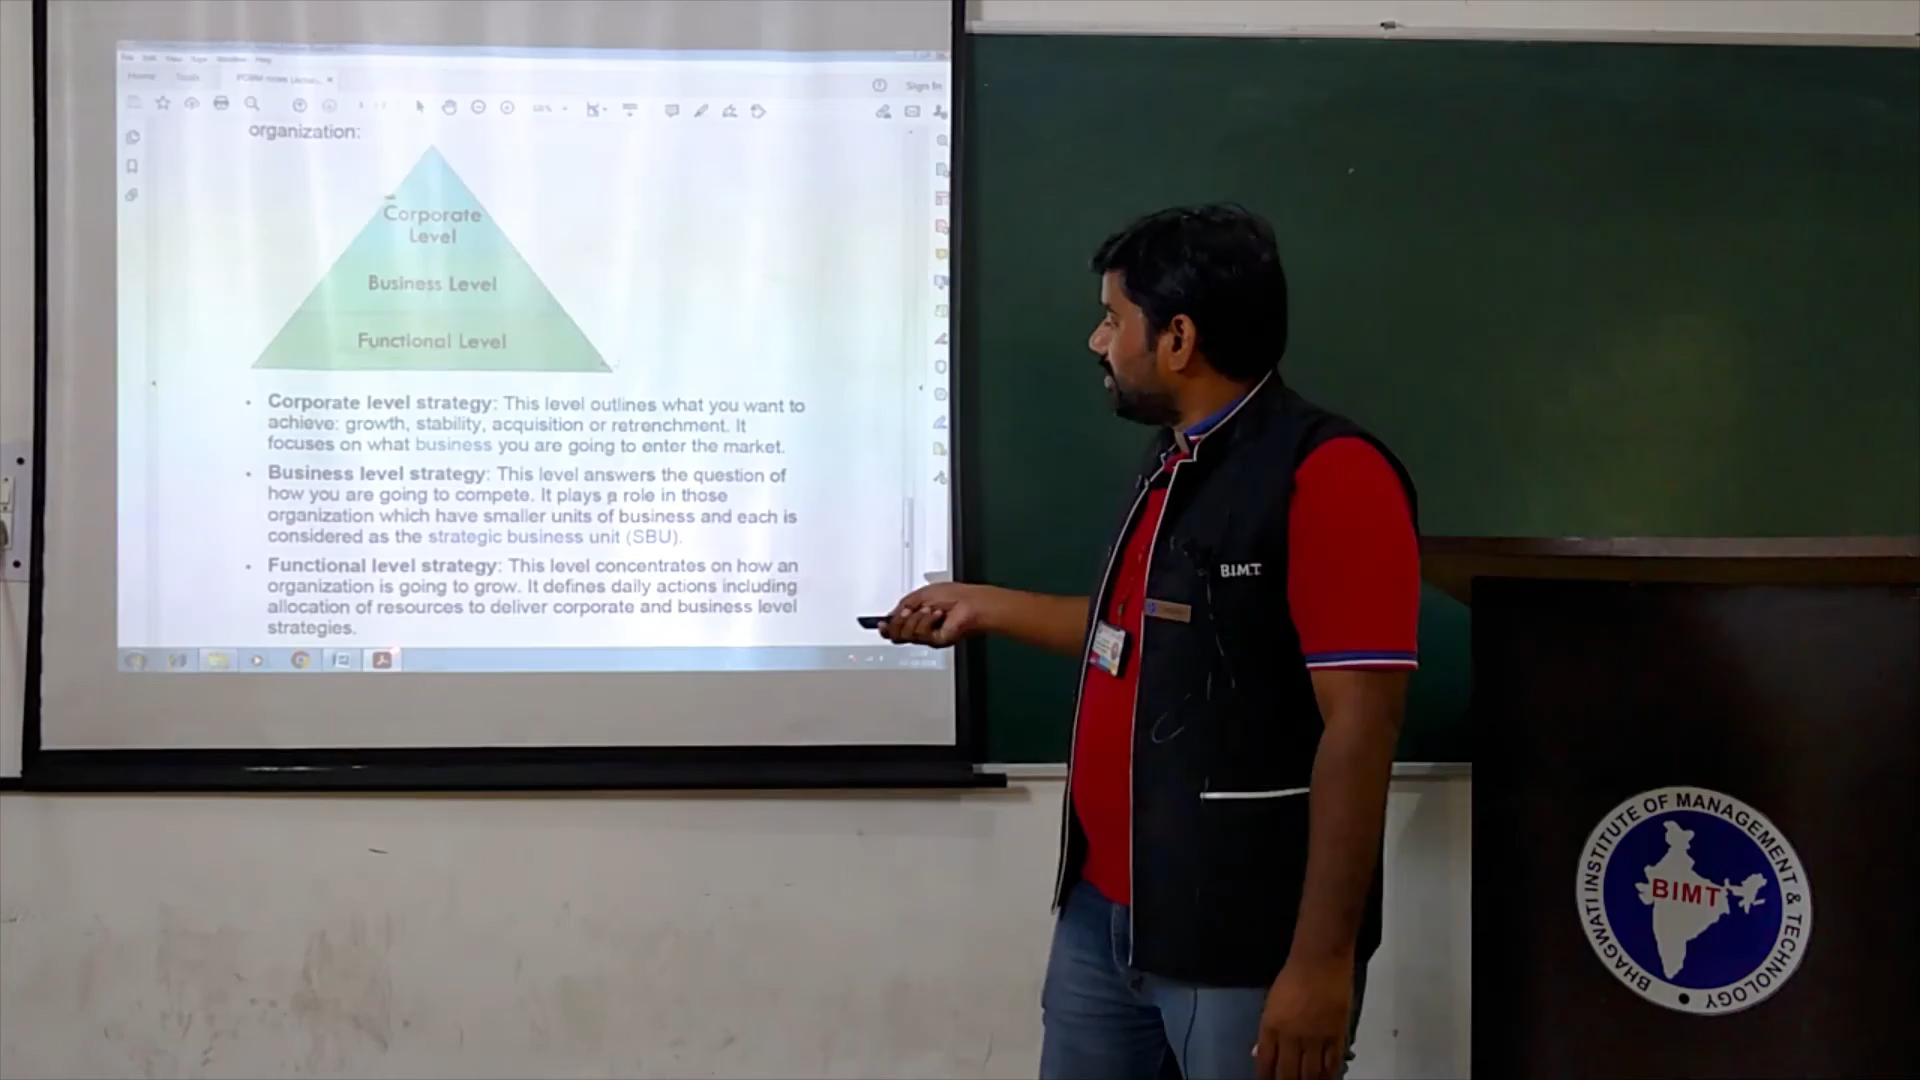 Home Tools
Sign In
organization:
Corporate
Level
Business Level
Functional Level
• Corporate level strategy: This level outlines what you want to
achieve: growth, stability, acquisition or retrenchment. It
focuses on what business you are going to enter the market.
• Business level strategy: This level answers the question of
how you are going to compete. It plays a role in those
organization which have smaller units of business and each is
considered as the strategic business unit (SBU).
• Functional level strategy: This level concentrates on how an
organization is going to grow. It defines daily actions including
allocation of resources to deliver corporate and business level
strategies.
B.I.M.T.
BHAGWATI INSTITUTE OF MANAGEMENT & TECHNOLOGY
BIMT